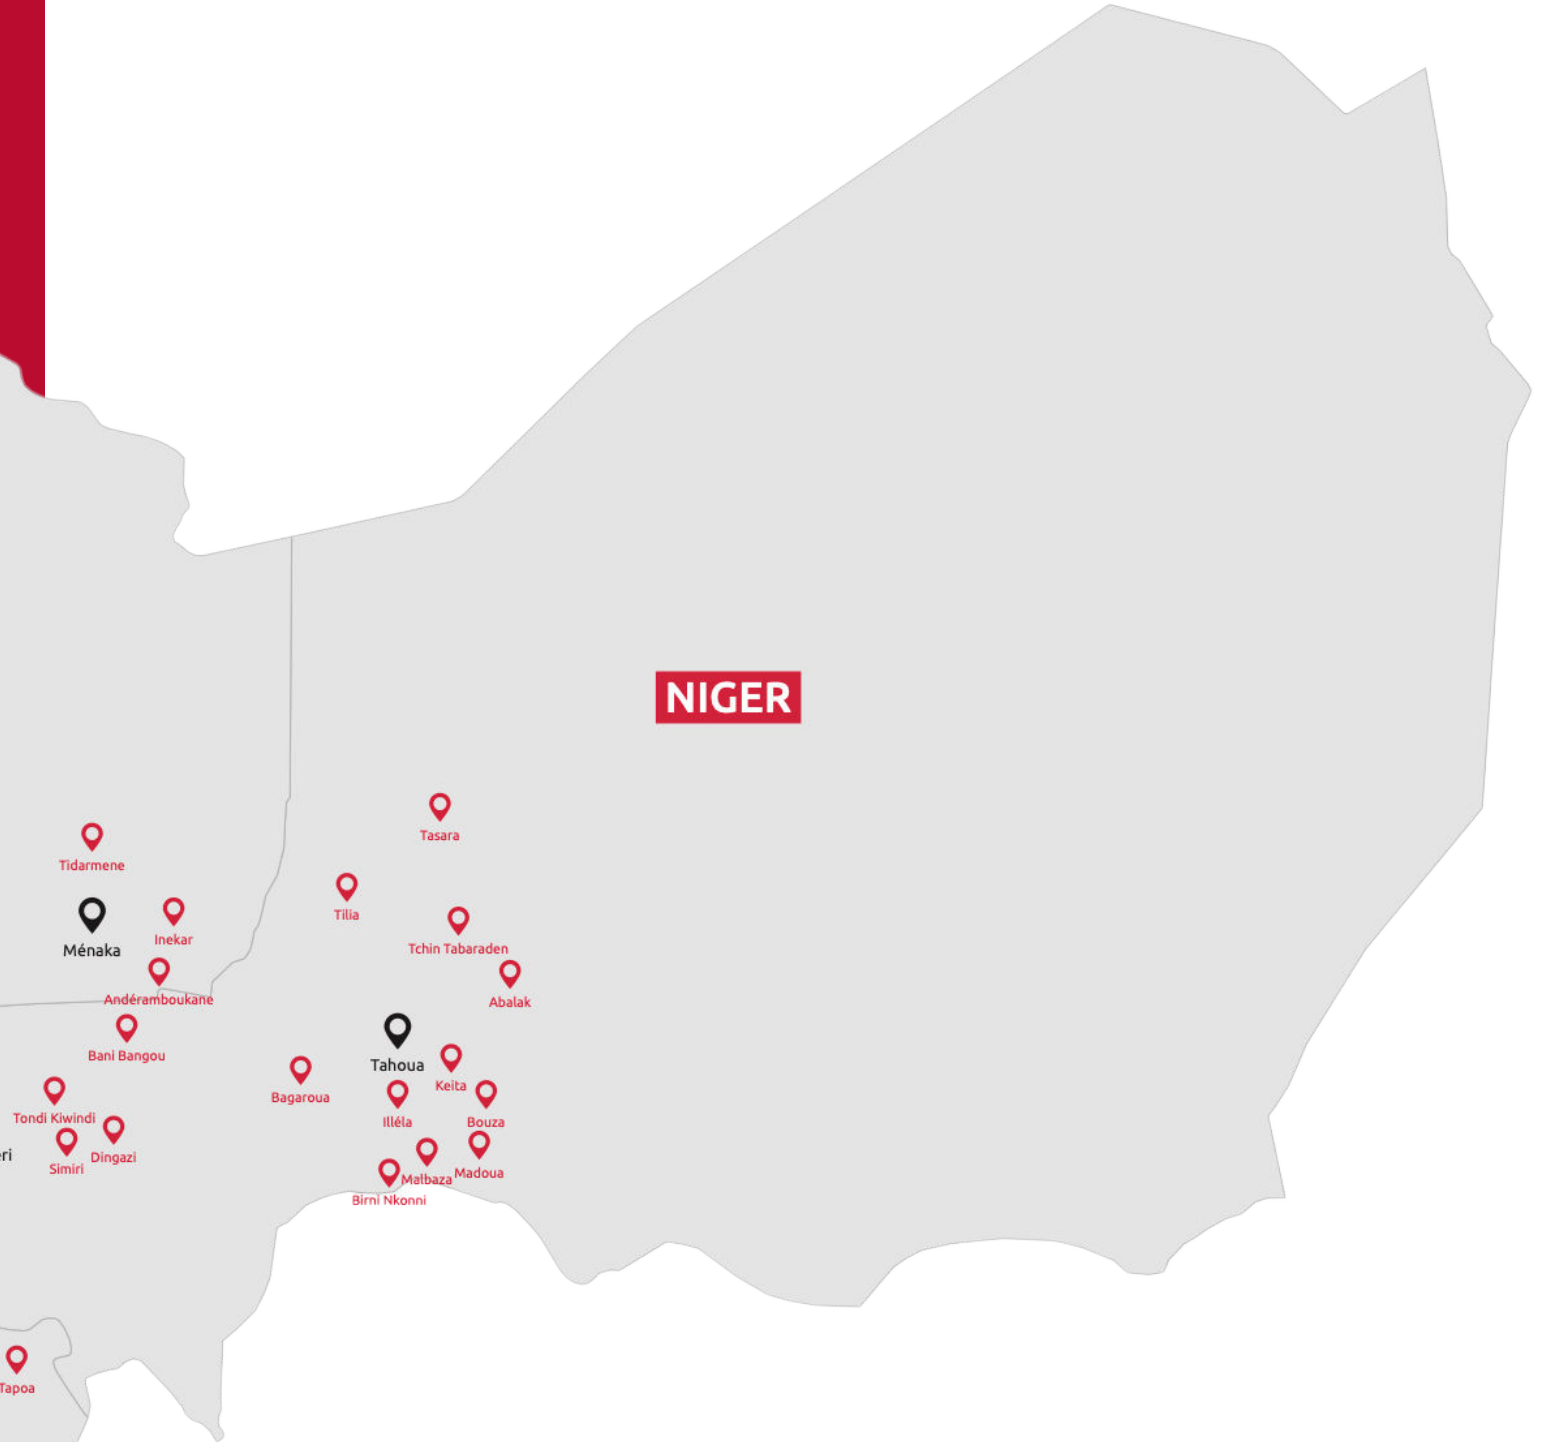 NIGER
Tasara
Tidarmene
Tilia
Inekar
Ménaka
Tchin Tabaraden
Andéramboukane
Abalak
Bani Bangou
Tahoua
Keita
Bagaroua
Tondi Kiwindi
Illéla
Bouza
eri
Dingazi
Simiri
Madoua
Malbaza
Birni Nkonni
Tapoa